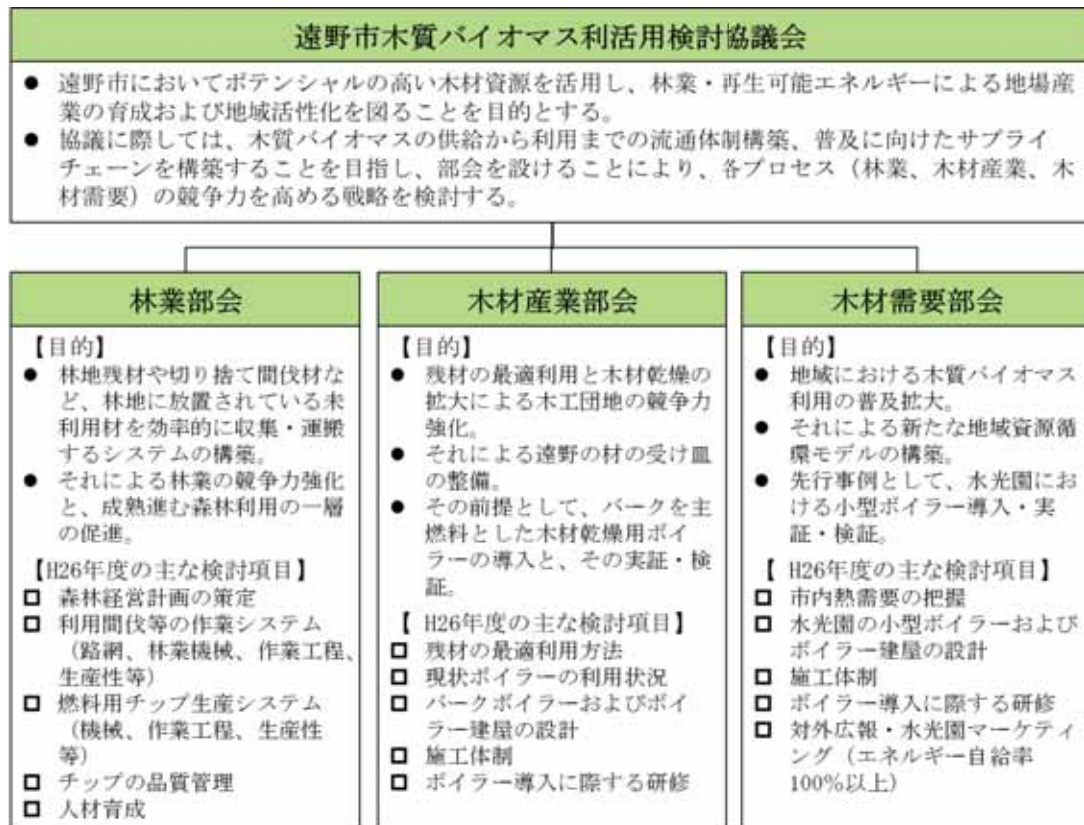 遠野市木質バイオマス利活用検討協議会
● 遠野市においてポテンシャルの高い木材資源を活用し、林業・再生可能エネルギーによる地場産
業の育成および地域活性化を図ることを目的とする。
● 協議に際しては、木質バイオマスの供給から利用までの流通体制構築、普及に向けたサプライ
チェーンを構築することを目指し、部会を設けることにより、各プロセス（林業、木材産業、木
材需要）の競争力を高める戦略を検討する。
林業部会
【目的】
● 林地残材や切り捨て間伐材な
ど、林地に放置されている未
利用材を効率的に収集・運搬
するシステムの構築。
● それによる林業の競争力強化
と、成熟進む森林利用の一層
の促進。
【H26年度の主な検討項目】
□ 森林経営計画の策定
□ 利用間伐等の作業システム
（路網、林業機械、作業工程、
生産性等）
□ 燃料用チップ生産システム
（機械、作業工程、生産性
等）
□ チップの品質管理
□ 人材育成
木材産業部会
【目的】
● 残材の最適利用と木材乾燥の
拡大による木工団地の競争力
強化。
● それによる遠野の材の受け皿
の整備。
● その前提として、バークを主
燃料とした木材乾燥用ボイ
ラーの導入と、その実証・検
証。
【 H26年度の主な検討項目】
□ 残材の最適利用方法
□ 現状ボイラーの利用状況
□ バークボイラーおよびボイ
ラー建屋の設計
□ 施工体制
□ ボイラー導入に際する研修
木材需要部会
【目的】
● 地域における木質バイオマス
利用の普及拡大。
● それによる新たな地域資源循
環モデルの構築。
● 先行事例として、水光園にお
ける小型ボイラー導入・実
証・検証。
【 H26年度の主な検討項目】
□ 市内熱需要の把握
□ 水光園の小型ボイラーおよび
ボイラー建屋の設計
□ 施工体制
□ ボイラー導入に際する研修
□ 対外広報・水光園マーケティ
ング（エネルギー自給率
100%以上）